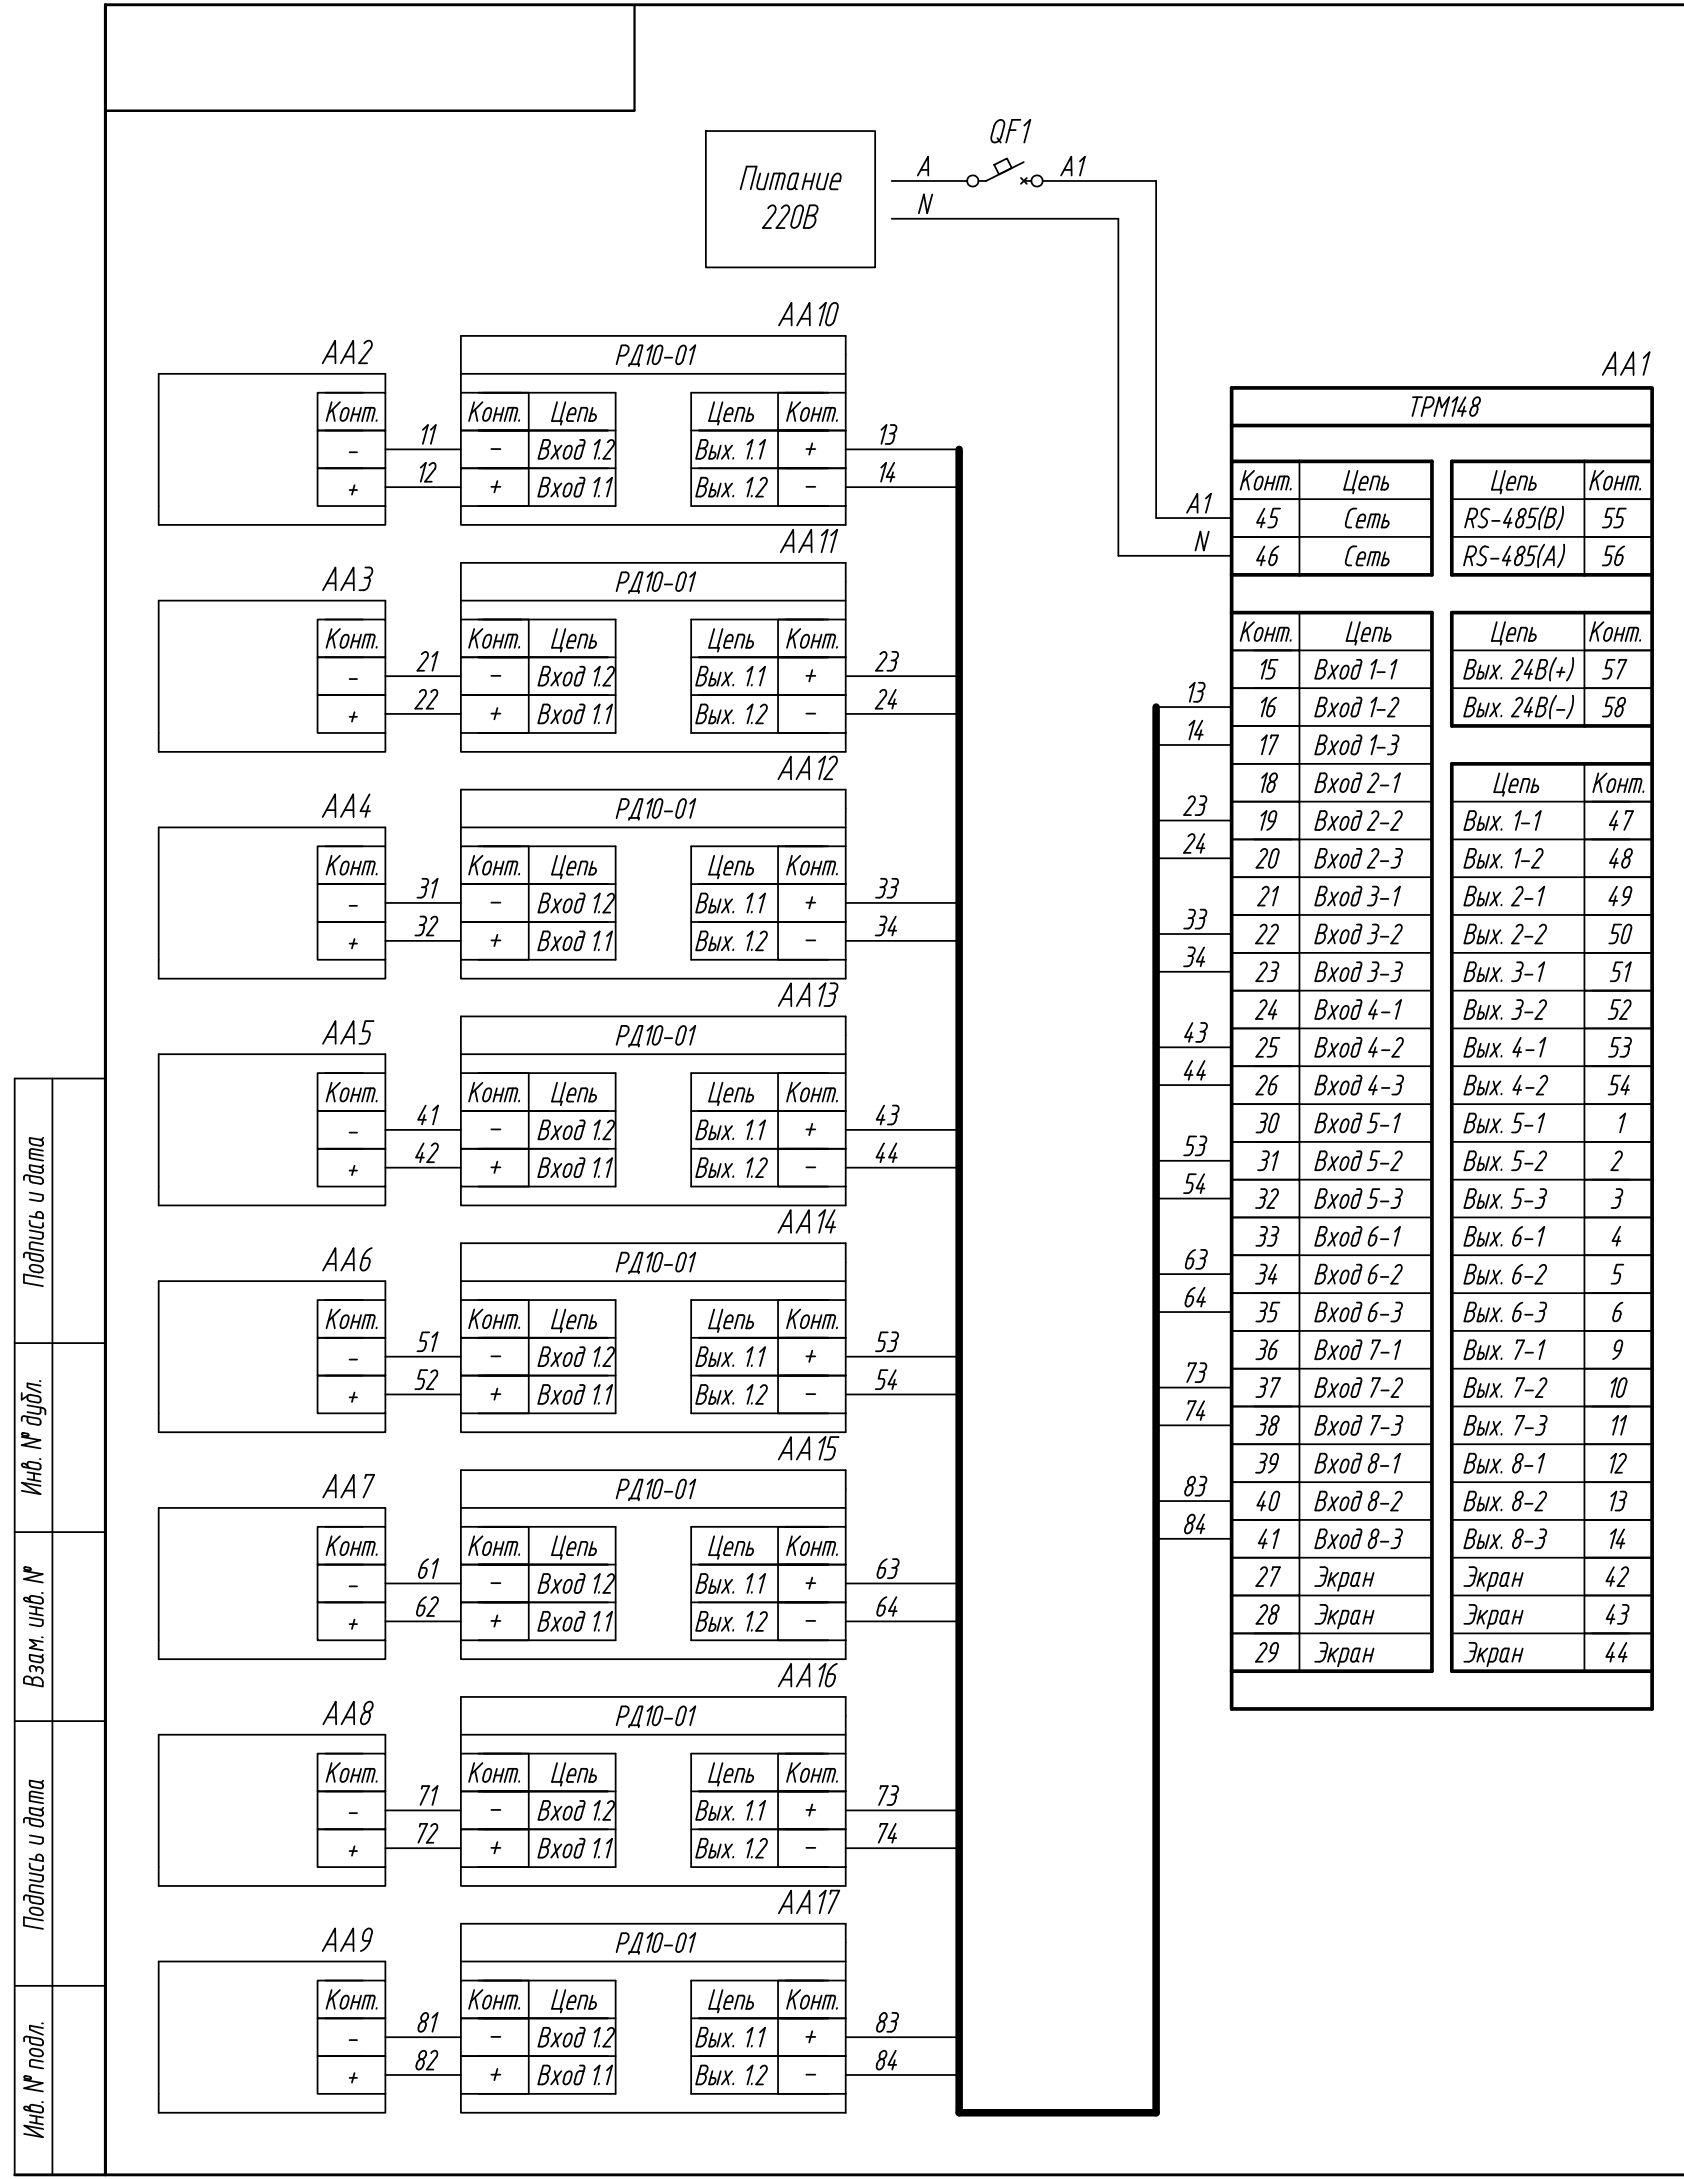 QF1
Питание
220В
A
A1
N
AA10
РД10-01
AA2
Конт.
-
+
11
12
Конт. Цепь
- Вход 1.2
+ Вход 1.1
Цепь Конт.
Вых. 1.1 +
Вых. 1.2 -
13
14
AA11
РД10-01
AA3
Конт.
-
+
21
22
Конт. Цепь
- Вход 1.2
+ Вход 1.1
Цепь Конт.
Вых. 1.1 +
Вых. 1.2 -
23
24
AA12
РД10-01
AA4
Конт.
-
+
31
32
Конт. Цепь
- Вход 1.2
+ Вход 1.1
Цепь Конт.
Вых. 1.1 +
Вых. 1.2 -
33
34
AA13
РД10-01
AA5
Конт.
-
+
41
42
Конт. Цепь
- Вход 1.2
+ Вход 1.1
Цепь Конт.
Вых. 1.1 +
Вых. 1.2 -
43
44
AA14
РД10-01
AA6
Конт.
-
+
51
52
Конт. Цепь
- Вход 1.2
+ Вход 1.1
Цепь Конт.
Вых. 1.1 +
Вых. 1.2 -
53
54
AA15
РД10-01
AA7
Конт.
-
+
61
62
Конт. Цепь
- Вход 1.2
+ Вход 1.1
Цепь Конт.
Вых. 1.1 +
Вых. 1.2 -
63
64
AA16
РД10-01
AA8
Конт.
-
+
71
72
Конт. Цепь
- Вход 1.2
+ Вход 1.1
Цепь Конт.
Вых. 1.1 +
Вых. 1.2 -
73
74
AA17
РД10-01
AA9
Конт.
-
+
81
82
Конт. Цепь
- Вход 1.2
+ Вход 1.1
Цепь Конт.
Вых. 1.1 +
Вых. 1.2 -
83
84
AA1
ТРМ148
A1
N
Конт. Цепь
45 Сеть
46 Сеть
Цепь Конт.
RS-485(B) 55
RS-485(A) 56
13
14
23
24
33
34
43
44
53
54
63
64
73
74
83
84
Конт. Цепь
15 Вход 1-1
16 Вход 1-2
17 Вход 1-3
18 Вход 2-1
19 Вход 2-2
20 Вход 2-3
21 Вход 3-1
22 Вход 3-2
23 Вход 3-3
24 Вход 4-1
25 Вход 4-2
26 Вход 4-3
30 Вход 5-1
31 Вход 5-2
32 Вход 5-3
33 Вход 6-1
34 Вход 6-2
35 Вход 6-3
36 Вход 7-1
37 Вход 7-2
38 Вход 7-3
39 Вход 8-1
40 Вход 8-2
41 Вход 8-3
27 Экран
28 Экран
29 Экран
Цепь Конт.
Вых. 24В(+) 57
Вых. 24В(-) 58
Цепь Конт.
Вых. 1-1 47
Вых. 1-2 48
Вых. 2-1 49
Вых. 2-2 50
Вых. 3-1 51
Вых. 3-2 52
Вых. 4-1 53
Вых. 4-2 54
Вых. 5-1 1
Вых. 5-2 2
Вых. 5-3 3
Вых. 6-1 4
Вых. 6-2 5
Вых. 6-3 6
Вых. 7-1 9
Вых. 7-2 10
Вых. 7-3 11
Вых. 8-1 12
Вых. 8-2 13
Вых. 8-3 14
Экран 42
Экран 43
Экран 44
Подпись и дата
Инв. № дубл.
Взам. инв. №
Подпись и дата
Инв. № подл.